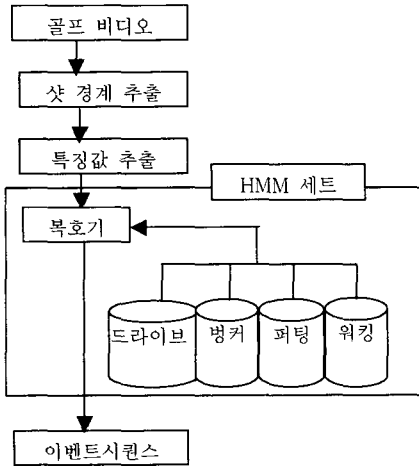 골프 비디오
샷 경계 추출
특징값 추출
HMM 세트
복호기
드라이브 벙커 퍼팅 워킹
이벤트시퀀스